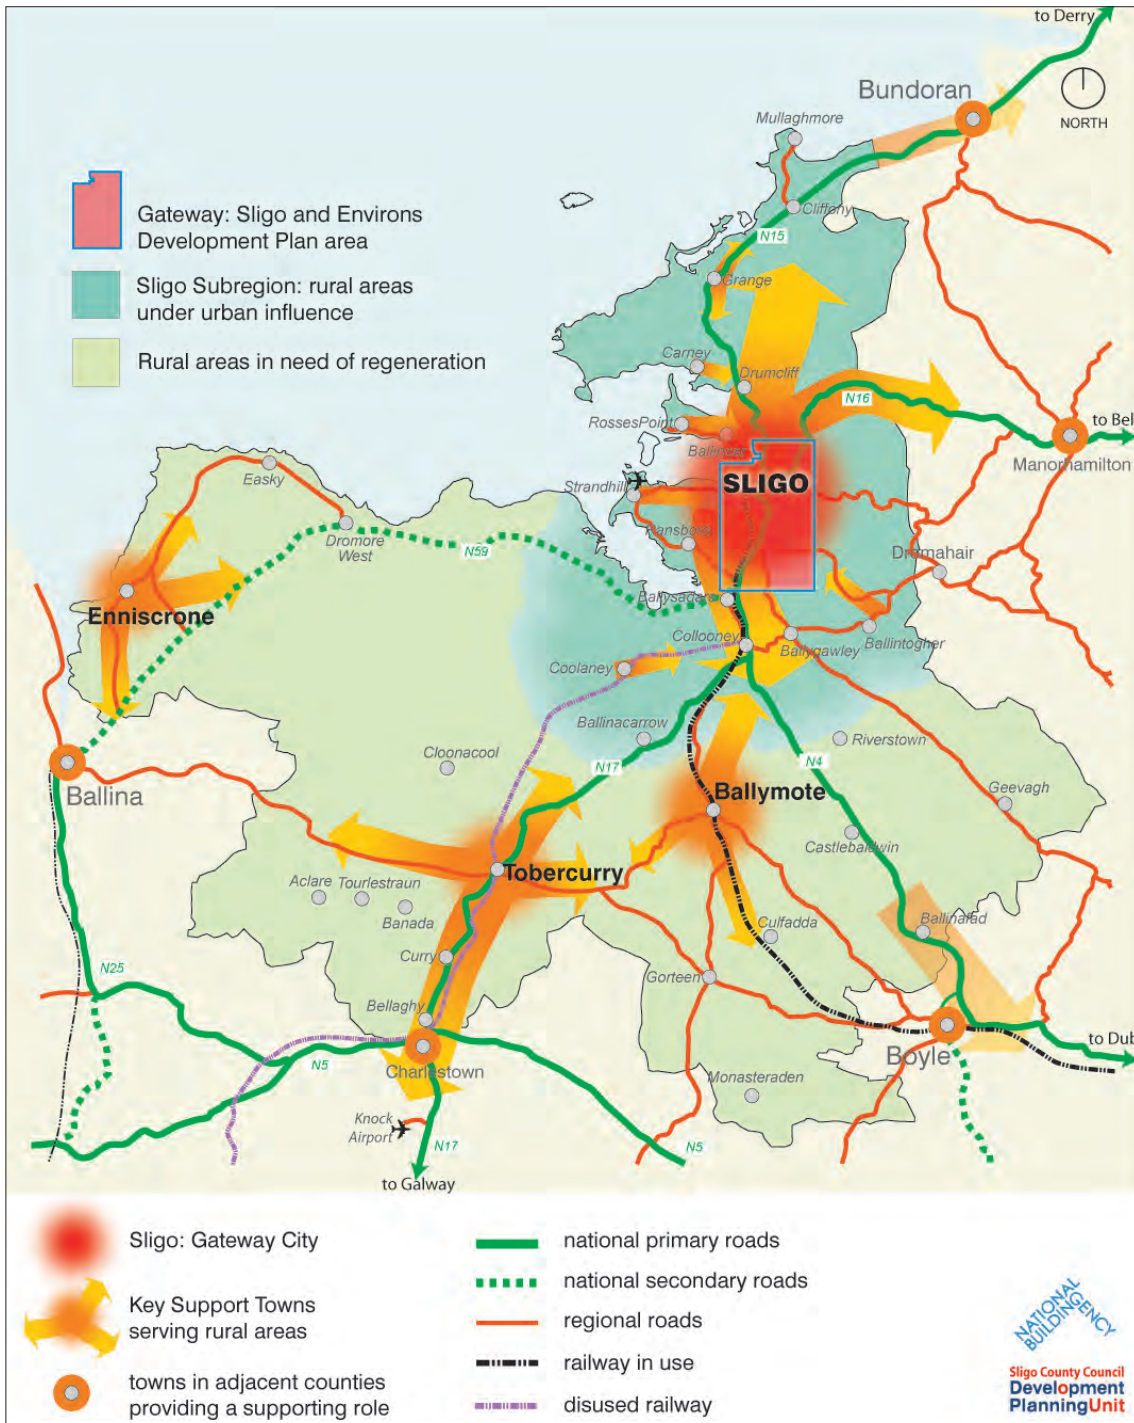 to Derry
Bundoran
NORTH
Mullaghmore
Gateway: Sligo and Environs
Development Plan area
Cliffony
N15
Sligo Subregion: rural areas
under urban influence
Grange
Rural areas in need of regeneration
Carney
Drumcliff
N16
RossesPoint
to Bel
Ballincar
Manorhamilton
Easky
Strandhill
SLIGO
Dromore
West
N59
Ransboro
Dromahair
Enniscrone
Ballysadare
Collooney
Ballygawley
Ballintogher
Coolaney
Ballinacarrow
Riverstown
Cloonacool
N17
N4
Ballina
Ballymote
Geevagh
Castlebaldwin
Tobercurry
Aclare
Tourlestraun
Banada
Culfadda
Ballinafad
Curry
Gorteen
N25
Bellaghy
Boyle
to Dub
N5
Charlestown
Monasteraden
Knock
Airport
N17
N5
to Galway
Sligo: Gateway City
Key Support Towns
serving rural areas
towns in adjacent counties
providing a supporting role
national primary roads
national secondary roads
regional roads
railway in use
disused railway
NATIONAL
BUILDINGENCY
Sligo County Council
Development
PlanningUnit